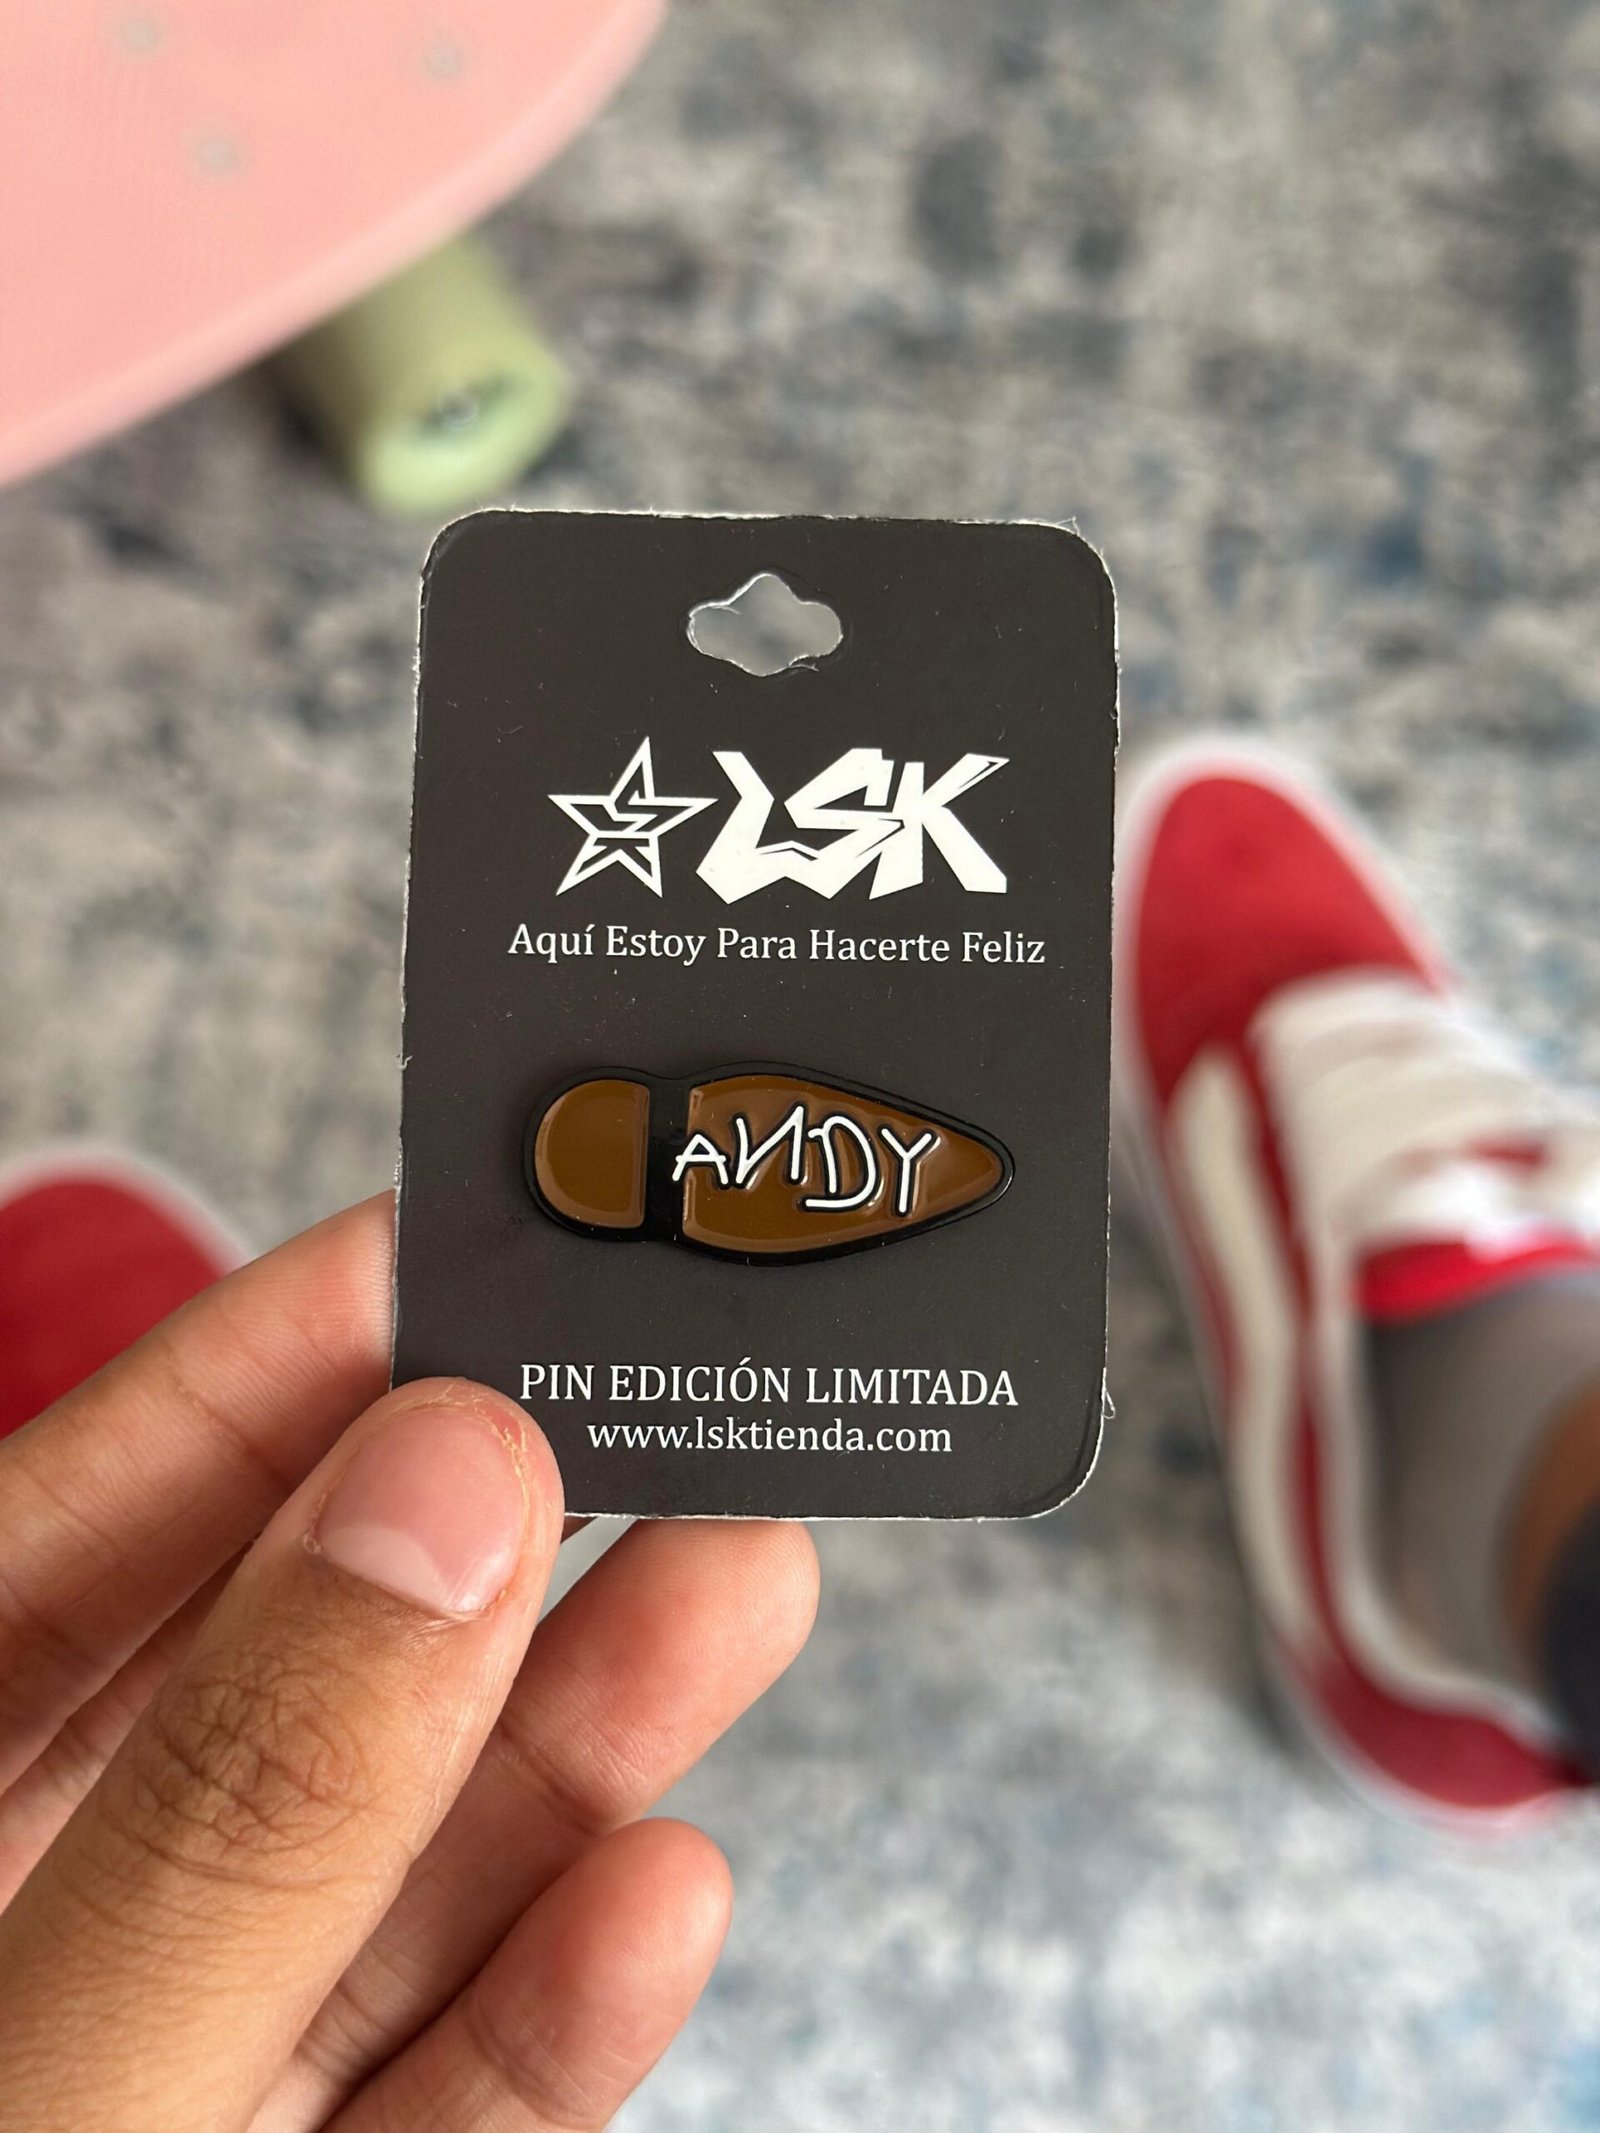 LSK
Aquí Estoy Para Hacerte Feliz
ANDY
PIN EDICIÓN LIMITADA
www.lsktienda.com